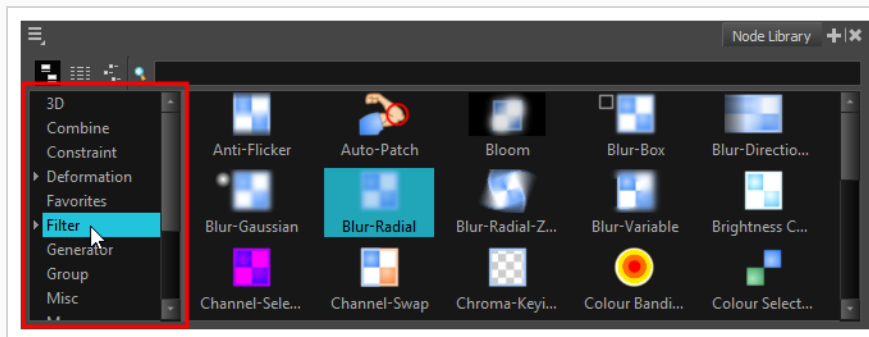 Node Library
3D
Combine
Constraint
Deformation
Favorites
Filter
Generator
Group
Misc
Anti-Flicker
Auto-Patch
Bloom
Blur-Box
Blur-Directio...
Blur-Gaussian
Blur-Radial
Blur-Radial-Z...
Blur-Variable
Brightness C...
Channel-Sele...
Channel-Swap
Chroma-Keyi...
Colour Bandi...
Colour Select...